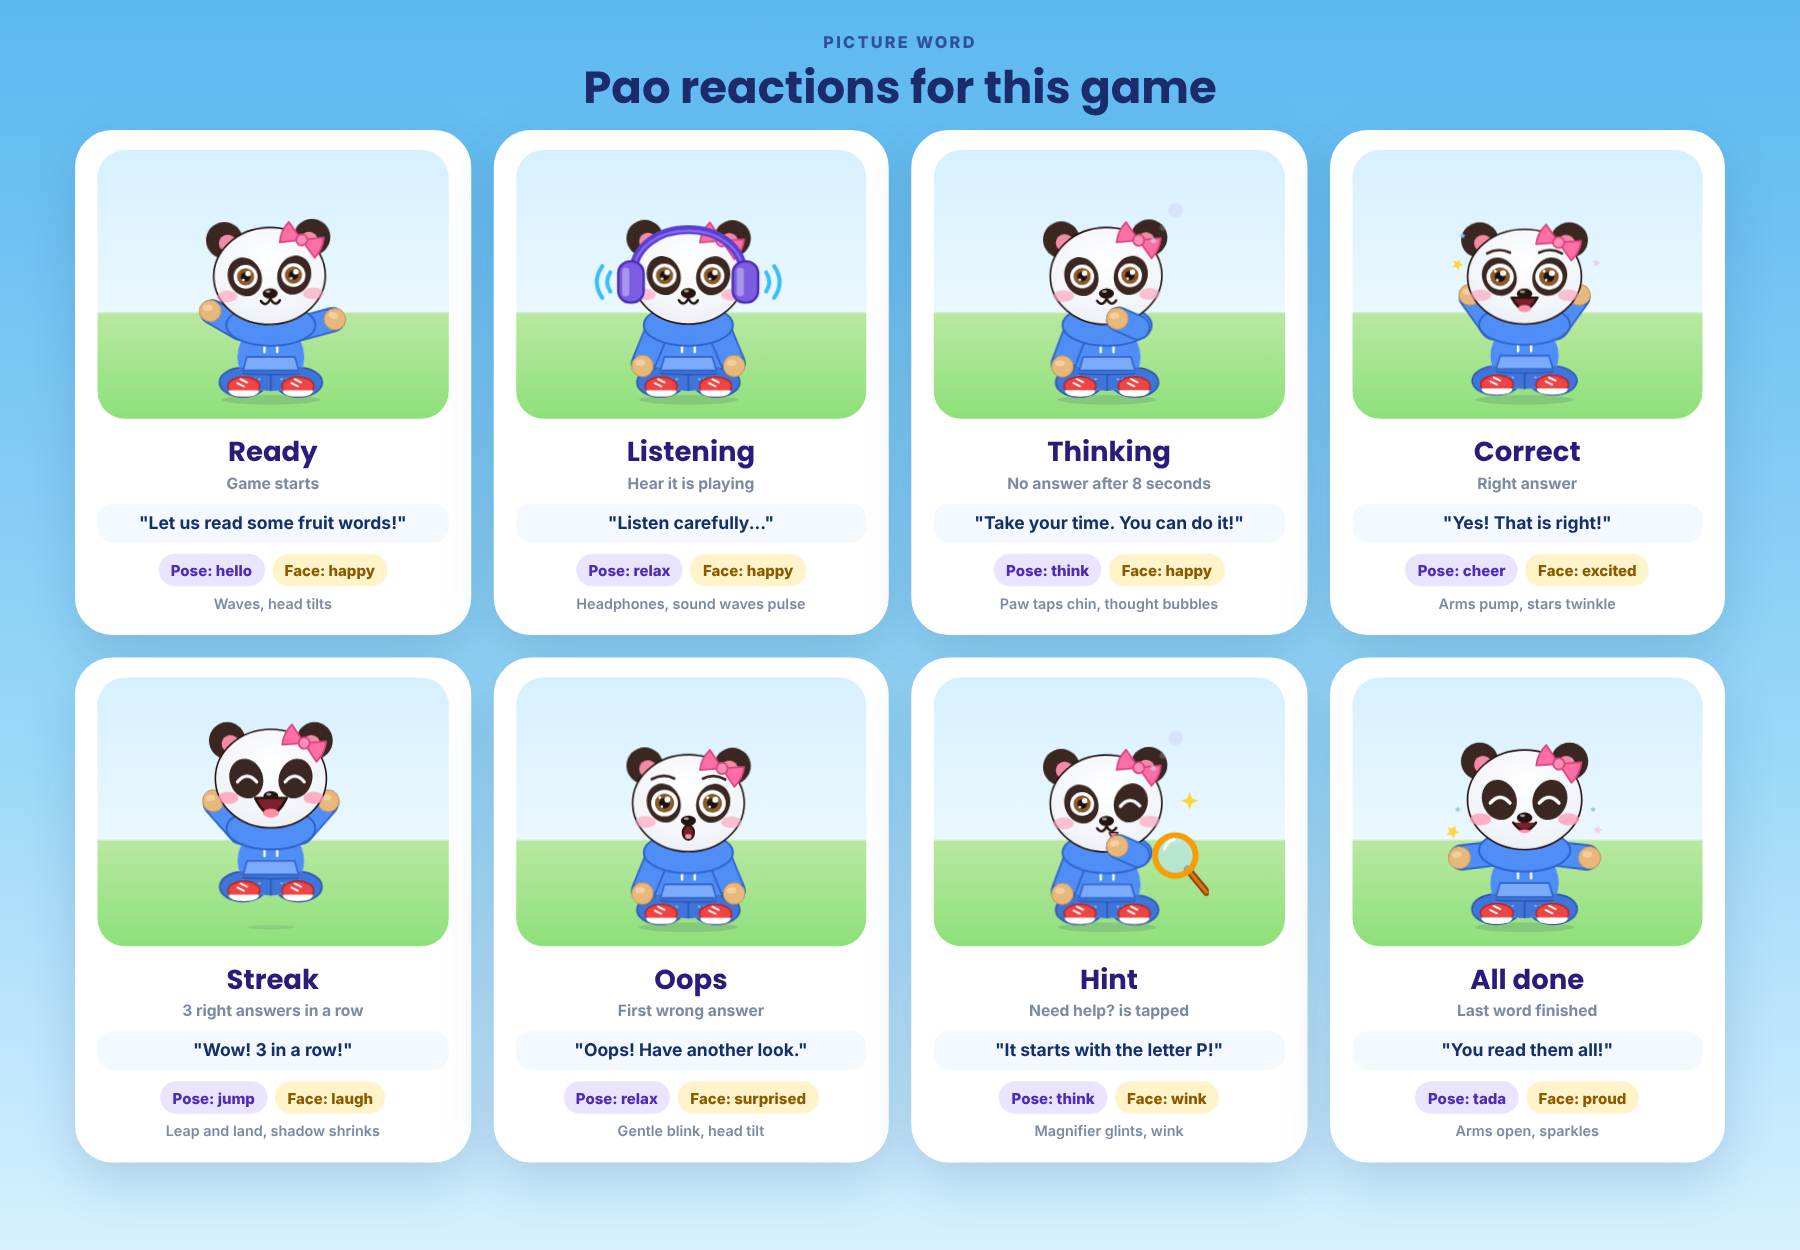 PICTURE WORD
Pao reactions for this game
Ready
Game starts
"Let us read some fruit words!"
Pose: hello
Face: happy
Waves, head tilts
Listening
Hear it is playing
"Listen carefully..."
Pose: relax
Face: happy
Headphones, sound waves pulse
Thinking
No answer after 8 seconds
"Take your time. You can do it!"
Pose: think
Face: happy
Paw taps chin, thought bubbles
Correct
Right answer
"Yes! That is right!"
Pose: cheer
Face: excited
Arms pump, stars twinkle
Streak
3 right answers in a row
"Wow! 3 in a row!"
Pose: jump
Face: laugh
Leap and land, shadow shrinks
Oops
First wrong answer
"Oops! Have another look."
Pose: relax
Face: surprised
Gentle blink, head tilt
Hint
Need help? is tapped
"It starts with the letter P!"
Pose: think
Face: wink
Magnifier glints, wink
All done
Last word finished
"You read them all!"
Pose: tada
Face: proud
Arms open, sparkles